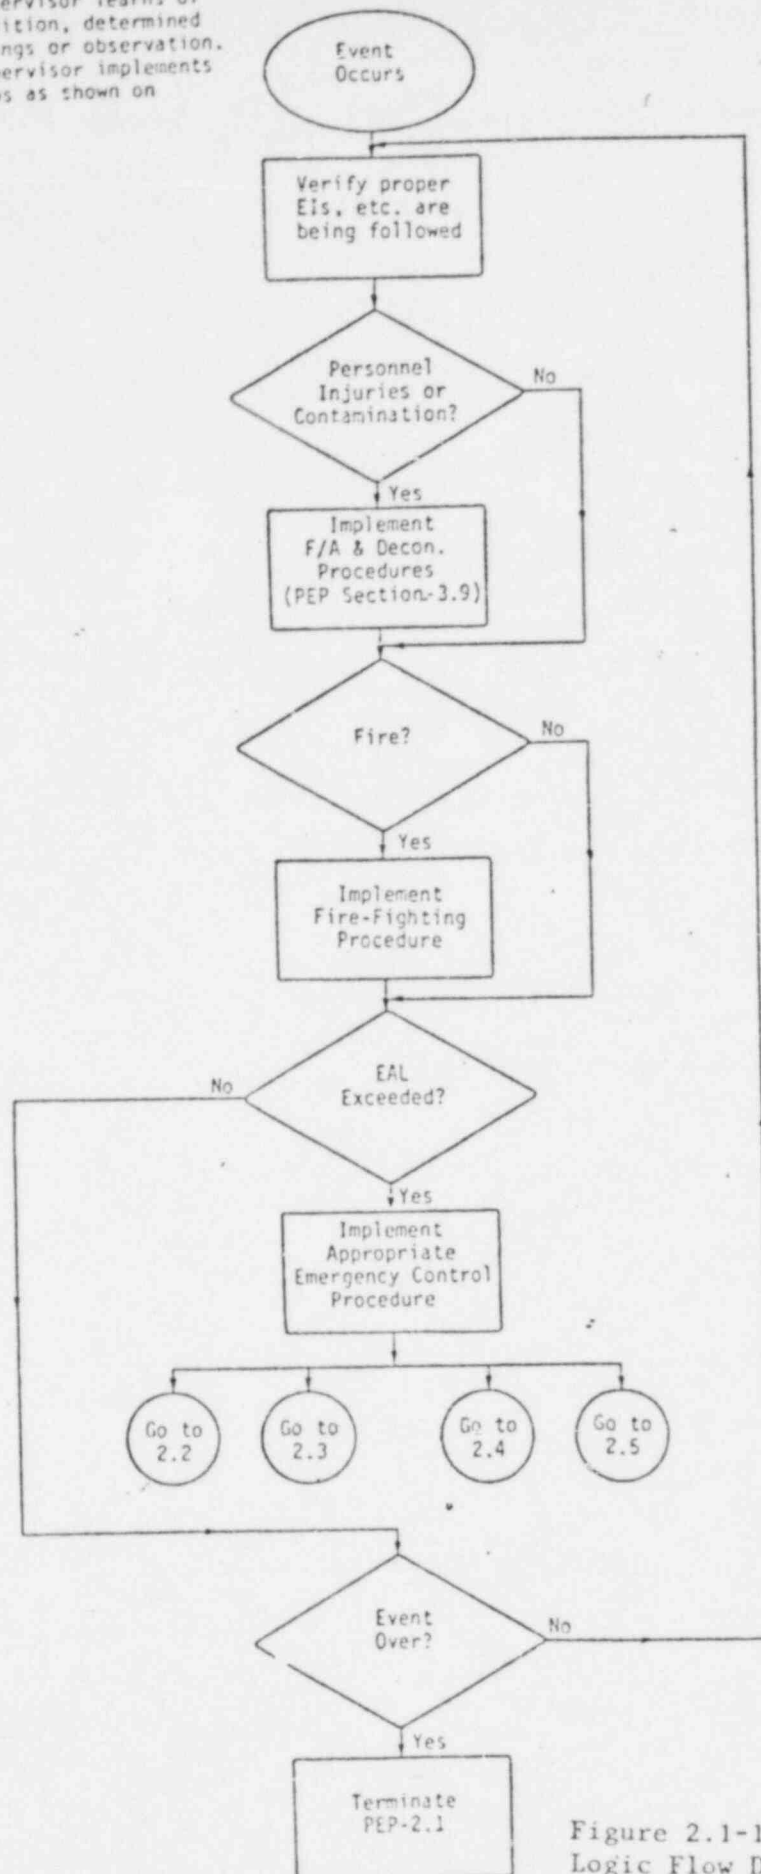 ervisor learns of
ition, determined
ngs or observation.
ervisor implements
s as shown on
Event
Occurs
Verify proper
EIs, etc. are
being followed
Personnel
Injuries or
Contamination?
No
Yes
Implement
F/A & Decon.
Procedures
(PEP Section-3.9)
Fire?
No
Yes
Implement
Fire-Fighting
Procedure
EAL
Exceeded?
No
Yes
Implement
Appropriate
Emergency Control
Procedure
Go to
2.2
Go to
2.3
Go to
2.4
Go to
2.5
Event
Over?
No
Yes
Terminate
PEP-2.1
Figure 2.1-1
Logic Flow D